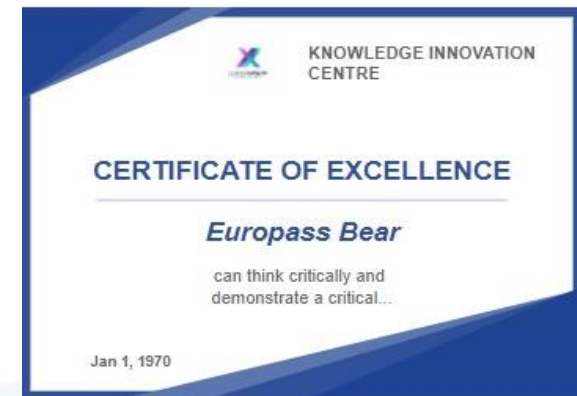 KNOWLEDGE INNOVATION
CENTRE
CERTIFICATE OF EXCELLENCE
Europass Bear
can think critically and
demonstrate a critical...
Jan 1, 1970